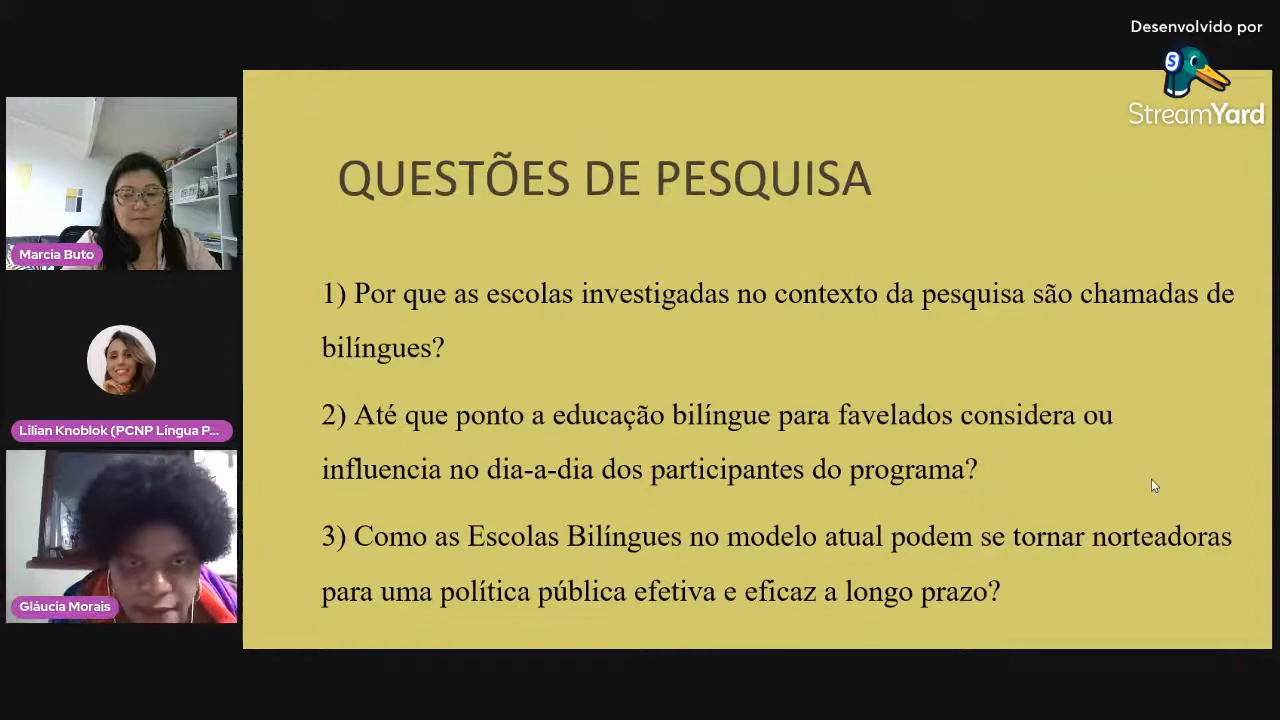 Desenvolvido por
S
StreamYard
Marcia Buto
Lilian Knoblok (PCNP Língua P...
Gláucia Morais
QUESTÕES DE PESQUISA
1) Por que as escolas investigadas no contexto da pesquisa são chamadas de
bilíngues?
2) Até que ponto a educação bilíngue para favelados considera ou
influencia no dia-a-dia dos participantes do programa?
3) Como as Escolas Bilíngues no modelo atual podem se tornar norteadoras
para uma política pública efetiva e eficaz a longo prazo?